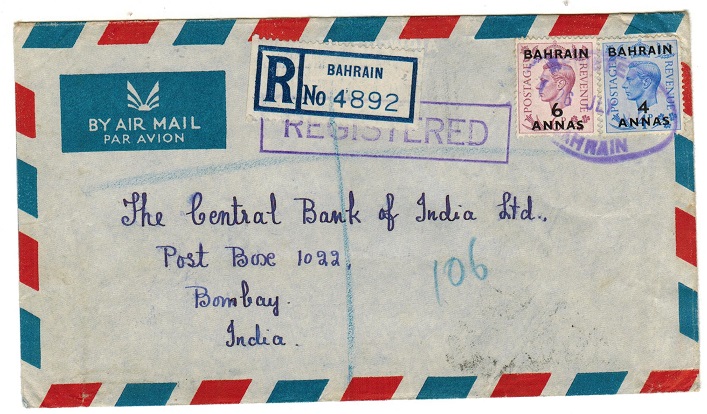 BY AIR MAIL
PAR AVION
R
BAHRAIN
No 4892
REGISTERED
BAHRAIN
POSTAGE
REVENUE
6
ANNAS
BAHRAIN
POSTAGE
REVENUE
4
ANNAS
BAHRAIN
The Central Bank of India Ltd.,
Post Box 1022,
Bombay.
India.
106